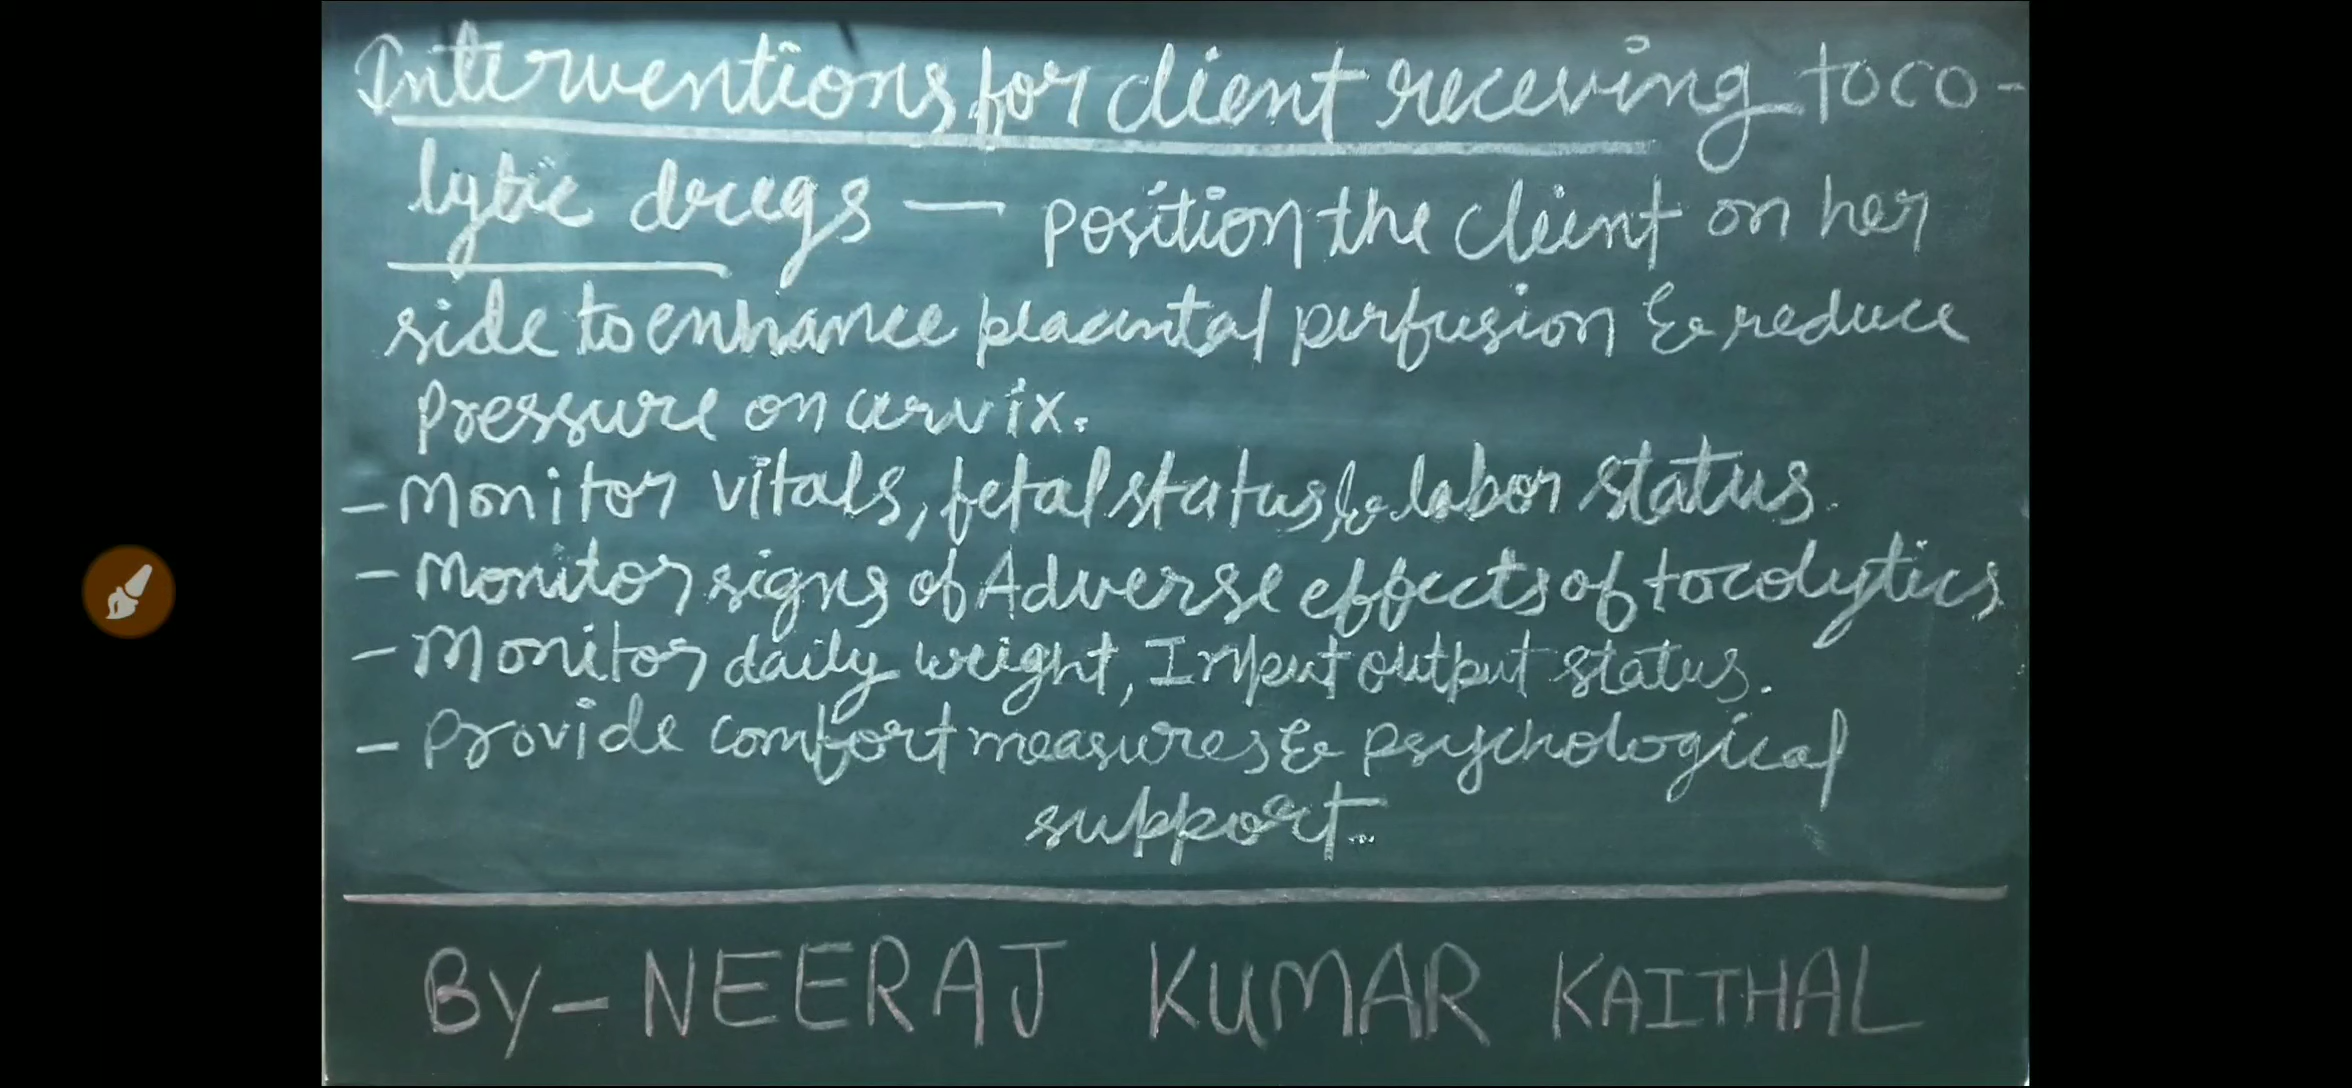 Interventions for client receving toco-
lytic drugs — position the client on her
side to enhance placental perfusion & reduce
pressure on cervix.
- Monitor vitals, fetal status & labor status.
- Monitor signs of Adverse effects of tocolytics
- Monitor daily weight, Input output status.
- Provide comfort measures & psychological
support.
BY - NEERAJ KUMAR KAITHAL